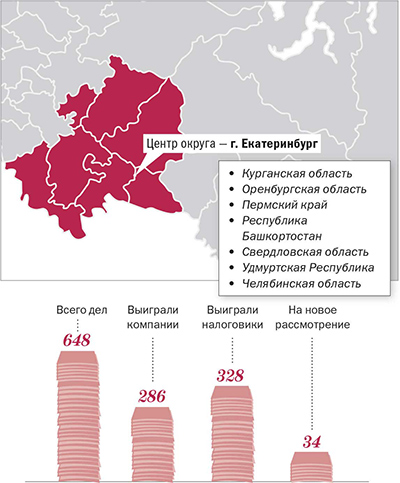 Центр округа — г. Екатеринбург
• Курганская область
• Оренбургская область
• Пермский край
• Республика
Башкортостан
• Свердловская область
• Удмуртская Республика
• Челябинская область
Всего дел
648
Выиграли
компании
286
Выиграли
налоговики
328
На новое
рассмотрение
34